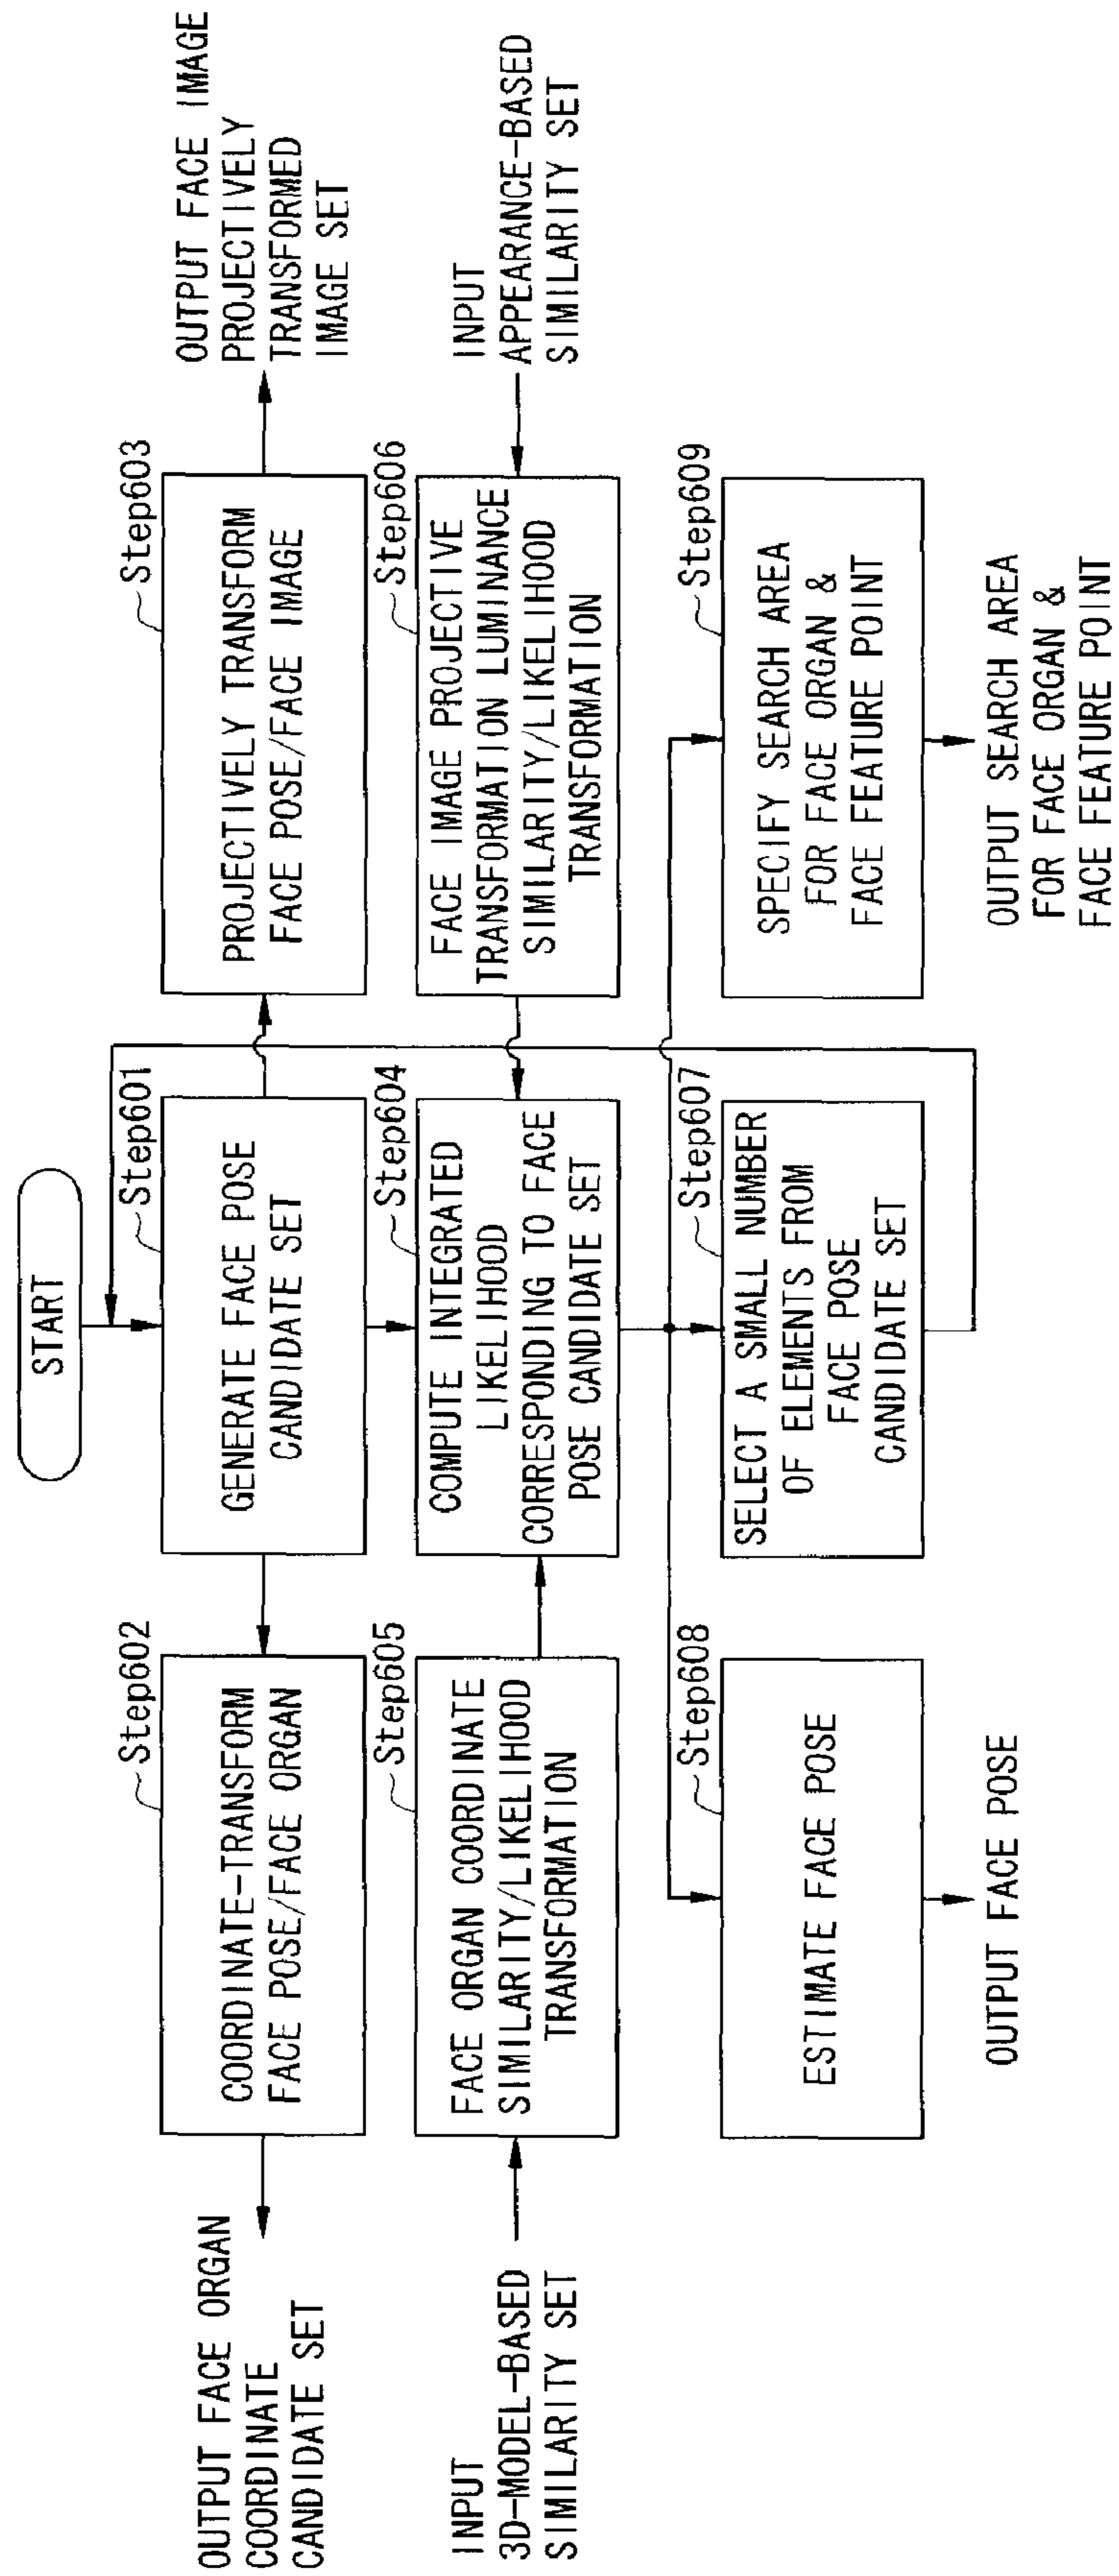 START
Step602
COORDINATE-TRANSFORM
FACE POSE/FACE ORGAN
OUTPUT FACE ORGAN
COORDINATE
CANDIDATE SET
Step601
GENERATE FACE POSE
CANDIDATE SET
Step603
PROJECTIVELY TRANSFORM
FACE POSE/FACE IMAGE
OUTPUT FACE IMAGE
PROJECTIVELY
TRANSFORMED
IMAGE SET
INPUT
3D-MODEL-BASED
SIMILARITY SET
Step605
FACE ORGAN COORDINATE
SIMILARITY/LIKELIHOOD
TRANSFORMATION
Step604
COMPUTE INTEGRATED
LIKELIHOOD
CORRESPONDING TO FACE
POSE CANDIDATE SET
Step606
FACE IMAGE PROJECTIVE
TRANSFORMATION LUMINANCE
SIMILARITY/LIKELIHOOD
TRANSFORMATION
INPUT
APPEARANCE-BASED
SIMILARITY SET
Step608
ESTIMATE FACE POSE
OUTPUT FACE POSE
Step607
SELECT A SMALL NUMBER
OF ELEMENTS FROM
FACE POSE
CANDIDATE SET
Step609
SPECIFY SEARCH AREA
FOR FACE ORGAN &
FACE FEATURE POINT
OUTPUT SEARCH AREA
FOR FACE ORGAN &
FACE FEATURE POINT